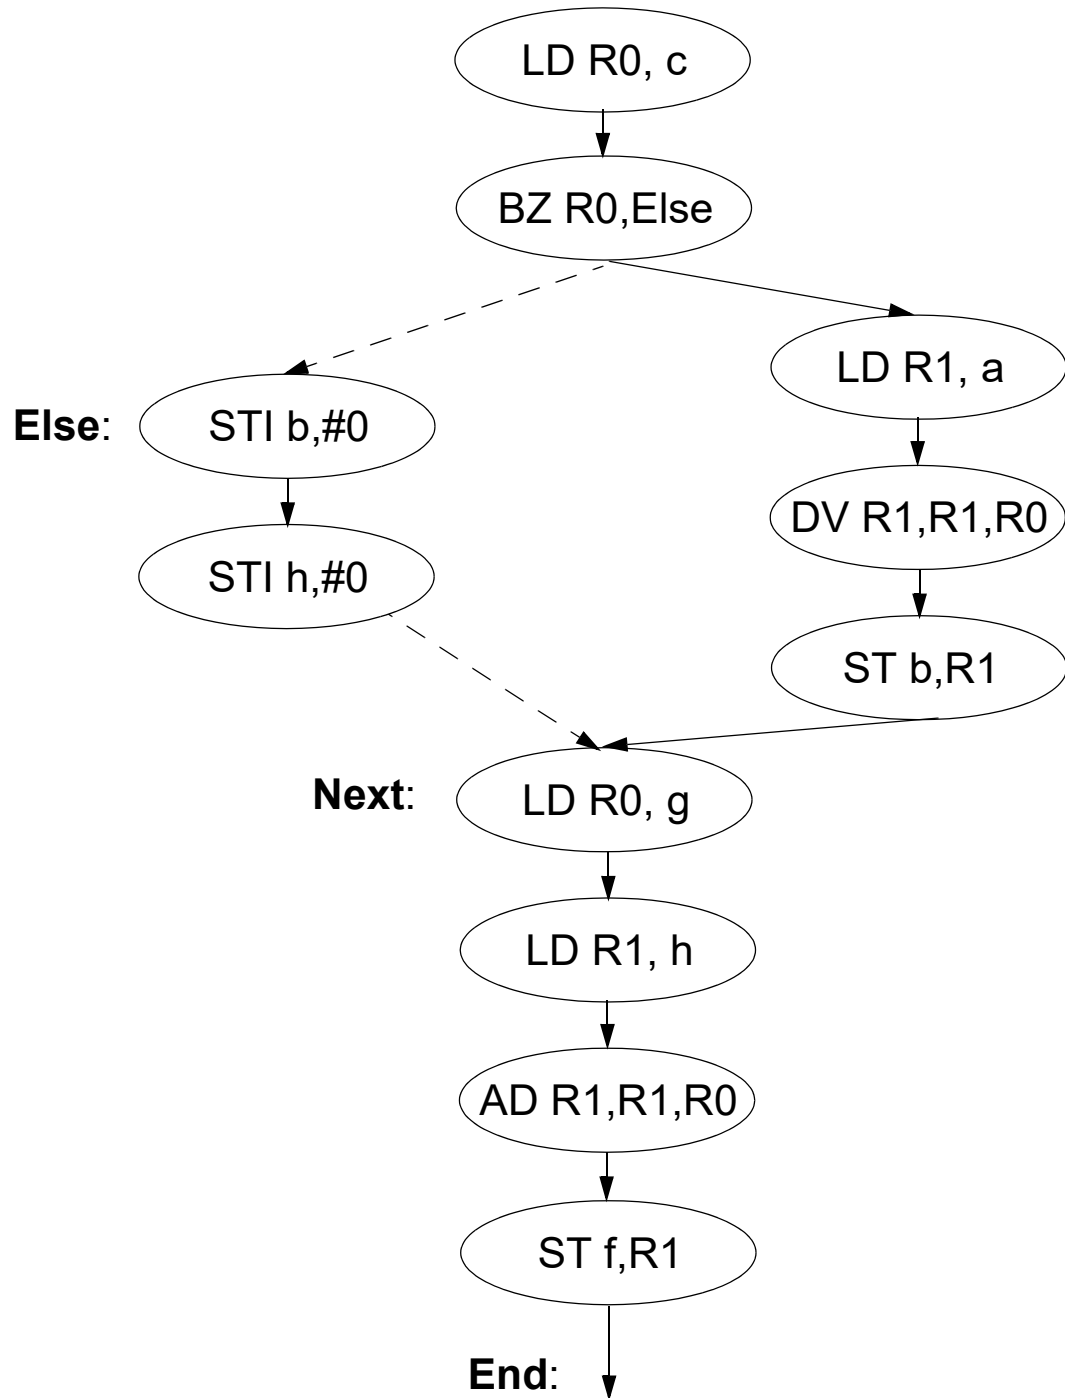 LD R0, c
BZ R0,Else
LD R1, a
Else: STI b,#0
DV R1,R1,R0
STI h,#0
ST b,R1
Next: LD R0, g
LD R1, h
AD R1,R1,R0
ST f,R1
End: